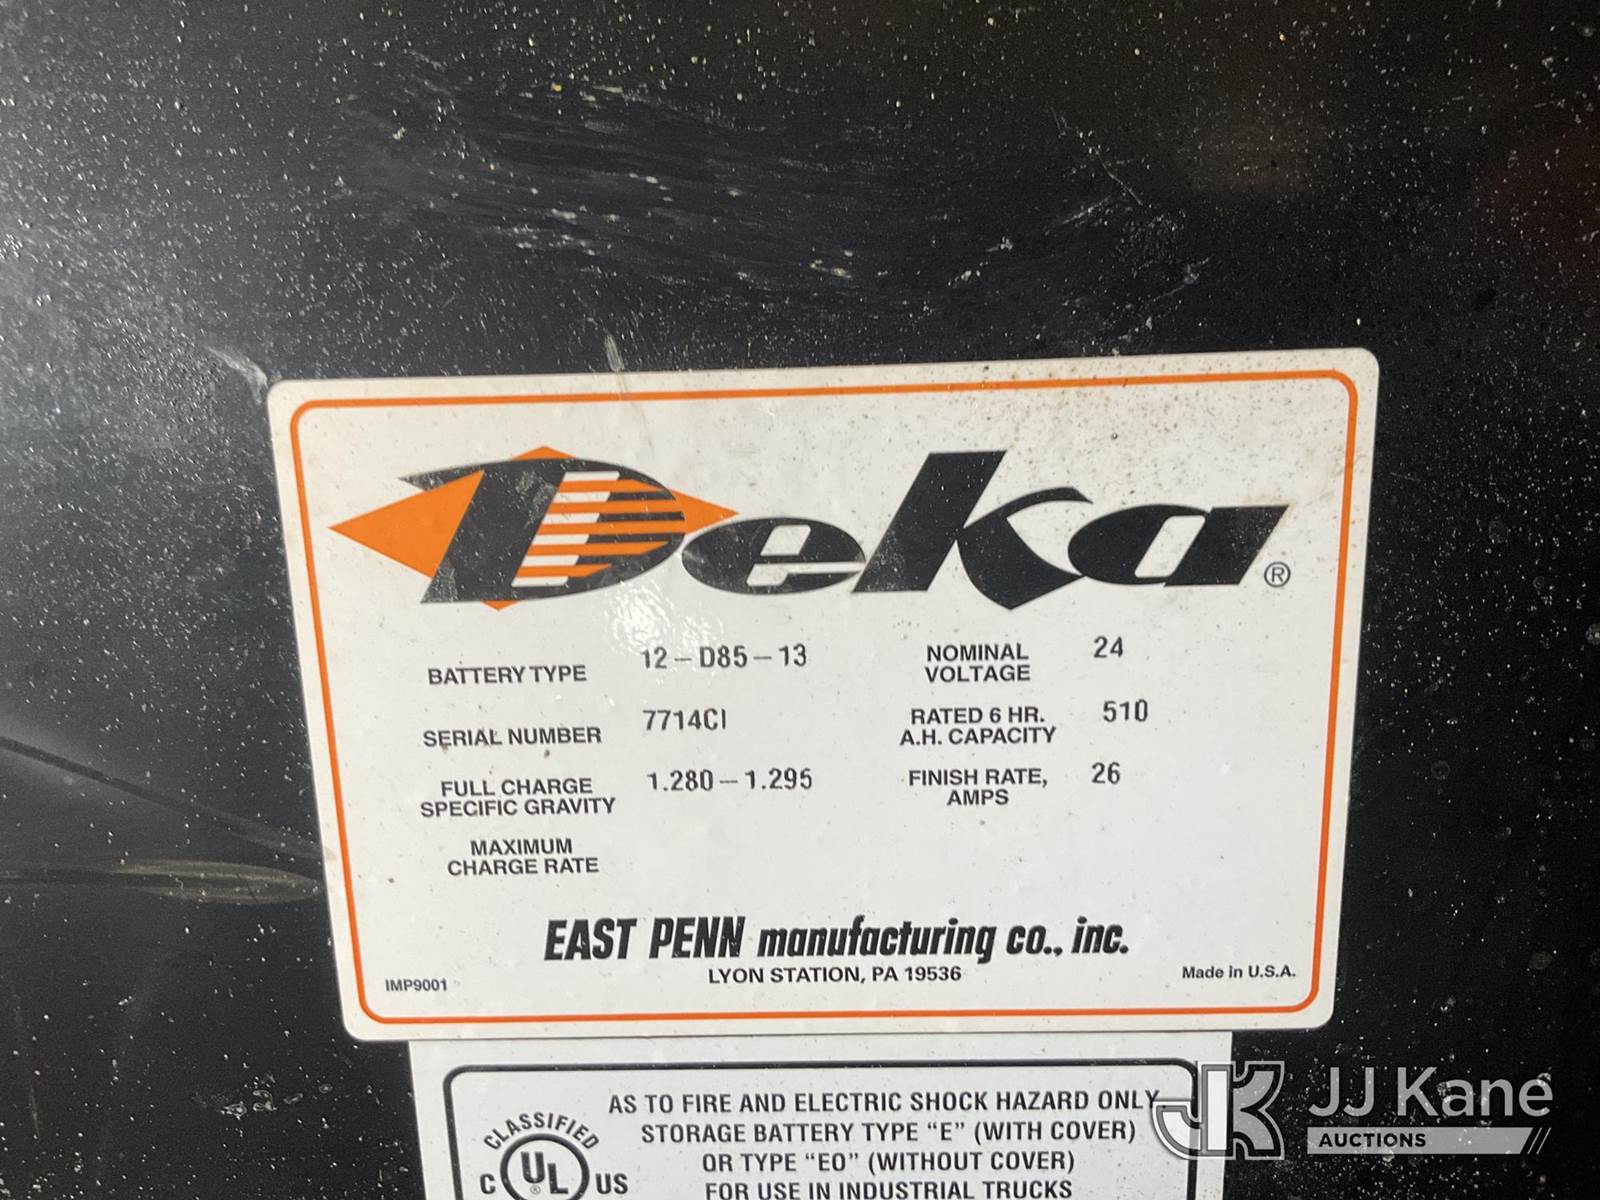 Deka®
BATTERY TYPE 12-D85-13
NOMINAL VOLTAGE 24
SERIAL NUMBER 7714CI
RATED 6 HR. A.H. CAPACITY 510
FULL CHARGE SPECIFIC GRAVITY 1.280-1.295
FINISH RATE, AMPS 26
MAXIMUM CHARGE RATE
EAST PENN manufacturing co., inc.
LYON STATION, PA 19536
IMP9001
Made in U.S.A.
CLASSIFIED
C UL® US
AS TO FIRE AND ELECTRIC SHOCK HAZARD ONLY
STORAGE BATTERY TYPE "E" (WITH COVER)
OR TYPE "EO" (WITHOUT COVER)
FOR USE IN INDUSTRIAL TRUCKS
JK JJ Kane
AUCTIONS